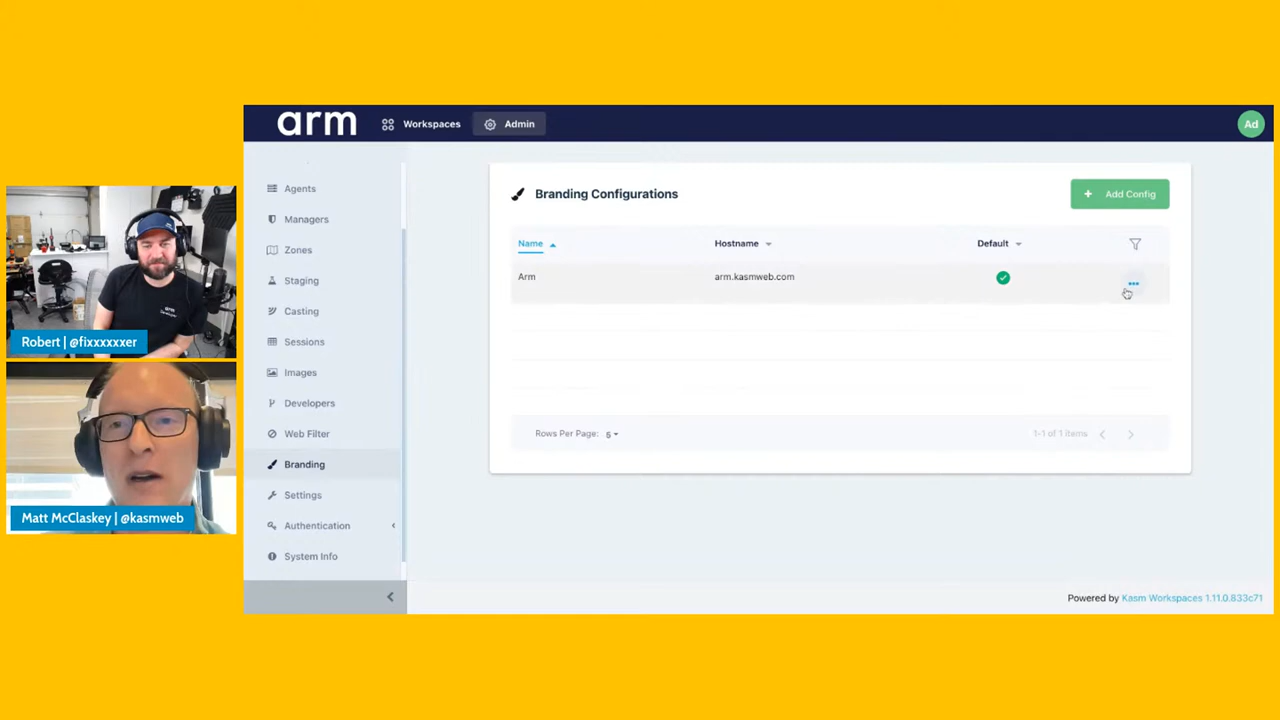 arm
Workspaces
Admin
Ad
Agents
Managers
Zones
Staging
Casting
Sessions
Images
Developers
Web Filter
Branding
Settings
Authentication
System Info
Branding Configurations
+ Add Config
Name
Hostname
Default
Arm
arm.kasmweb.com
Rows Per Page: 5
1-1 of 1 items
Powered by Kasm Workspaces 1.11.0.833c71
arm
Developer
Robert | @fixxxxxxer
Matt McClaskey | @kasmweb